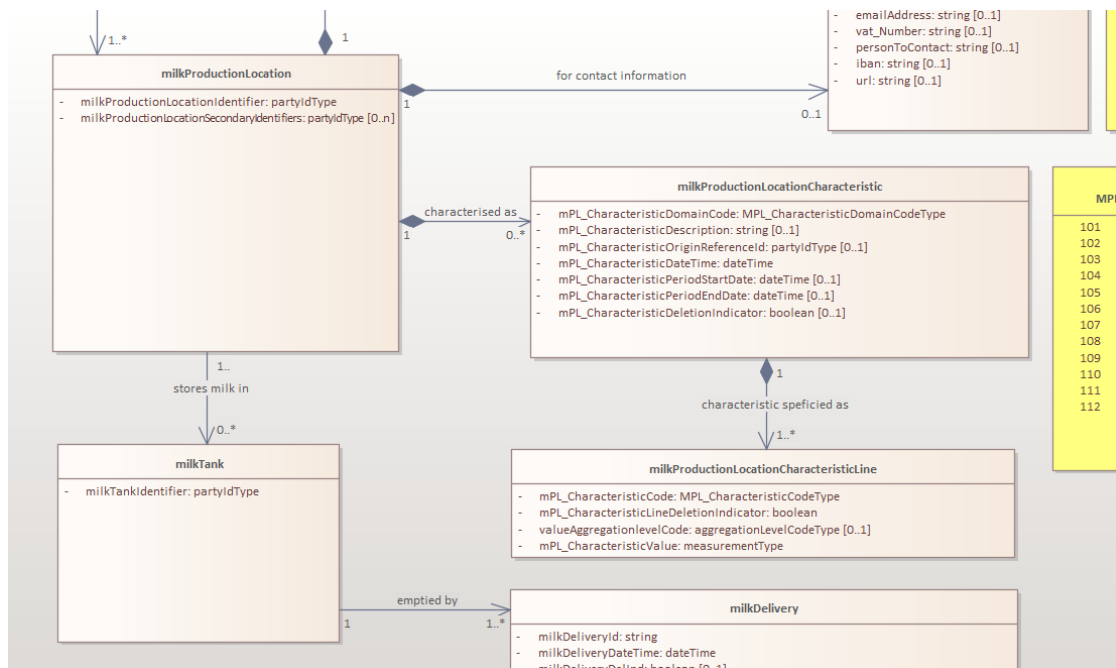 emailAddress: string [0..1]
- vat_Number: string [0..1]
- personToContact: string [0..1]
- iban: string [0..1]
- url: string [0..1]
1..*
1
milkProductionLocation
- milkProductionLocationIdentifier: partyIdType
- milkProductionLocationSecondaryIdentifiers: partyIdType [0..n]
for contact information
1
0..1
milkProductionLocationCharacteristic
- mPL_CharacteristicDomainCode: MPL_CharacteristicDomainCodeType
- mPL_CharacteristicDescription: string [0..1]
- mPL_CharacteristicOriginReferenceId: partyIdType [0..1]
- mPL_CharacteristicDateTime: dateTime
- mPL_CharacteristicPeriodStartDate: dateTime [0..1]
- mPL_CharacteristicPeriodEndDate: dateTime [0..1]
- mPL_CharacteristicDeletionIndicator: boolean [0..1]
characterised as
1
0..*
MPL
101
102
103
104
105
106
107
108
109
110
111
112
1..
stores milk in
0..*
1
characteristic speficied as
1..*
milkTank
- milkTankIdentifier: partyIdType
milkProductionLocationCharacteristicLine
- mPL_CharacteristicCode: MPL_CharacteristicCodeType
- mPL_CharacteristicLineDeletionIndicator: boolean
- valueAggregationlevelCode: aggregationLevelCodeType [0..1]
- mPL_CharacteristicValue: measurementType
emptied by
1
1..*
milkDelivery
- milkDeliveryId: string
- milkDeliveryDateTime: dateTime